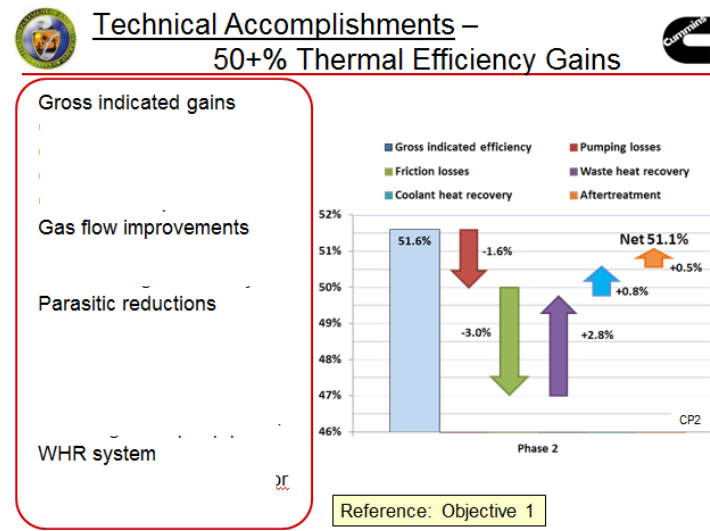 Technical Accomplishments –
50+% Thermal Efficiency Gains
Cummins
Gross indicated gains
Gas flow improvements
Parasitic reductions
WHR system
or
Gross indicated efficiency
Pumping losses
Friction losses
Waste heat recovery
Coolant heat recovery
Aftertreatment
52%
51%
50%
49%
48%
47%
46%
51.6%
-1.6%
-3.0%
+2.8%
+0.8%
+0.5%
Net 51.1%
CP2
Phase 2
Reference: Objective 1